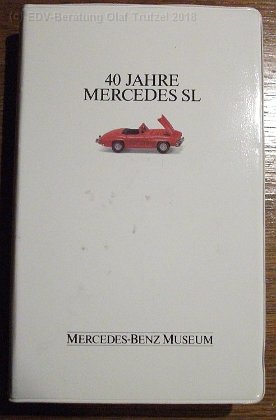 (c) EDV-Beratung Olaf Trutzel 2018
40 JAHRE
MERCEDES SL
MERCEDES-BENZ MUSEUM